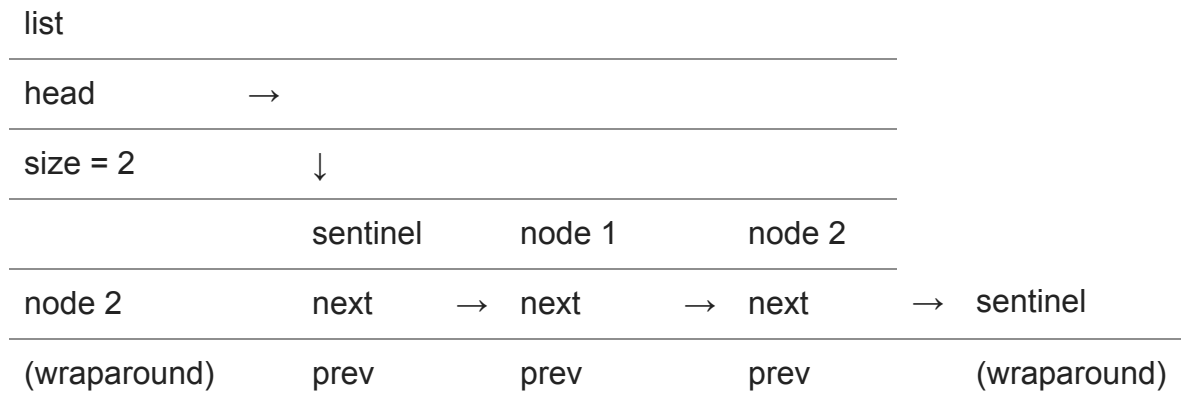 list
head →
size = 2 ↓
sentinel node 1 node 2
node 2 next → next → next → sentinel
(wraparound) prev prev prev (wraparound)